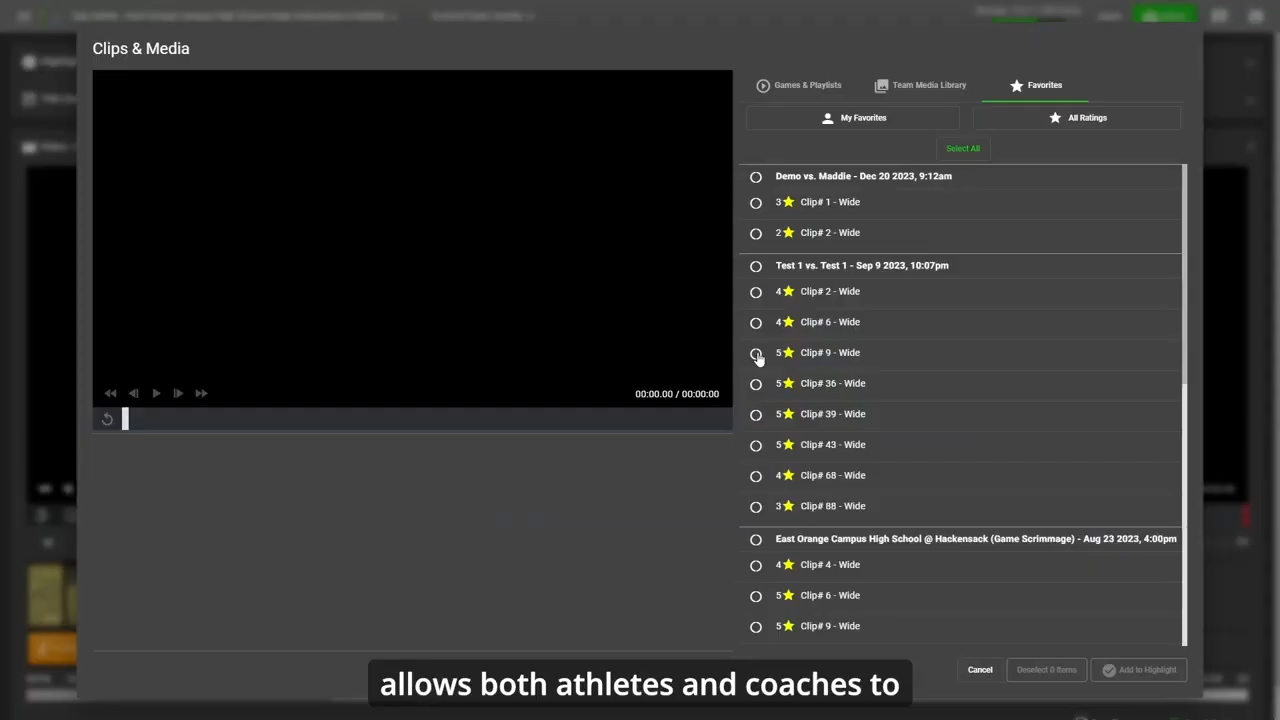 Clips & Media
Games & Playlists
Team Media Library
Favorites
My Favorites
All Ratings
Select All
Demo vs. Maddie - Dec 20 2023, 9:12am
3 Clip# 1 - Wide
2 Clip# 2 - Wide
Test 1 vs. Test 1 - Sep 9 2023, 10:07pm
4 Clip# 2 - Wide
4 Clip# 6 - Wide
5 Clip# 9 - Wide
5 Clip# 36 - Wide
5 Clip# 39 - Wide
5 Clip# 43 - Wide
4 Clip# 68 - Wide
3 Clip# 88 - Wide
East Orange Campus High School @ Hackensack (Game Scrimmage) - Aug 23 2023, 4:00pm
4 Clip# 4 - Wide
5 Clip# 6 - Wide
5 Clip# 9 - Wide
00:00.00 / 00:00:00
Cancel
Deselect 0 Items
Add to Highlight
allows both athletes and coaches to